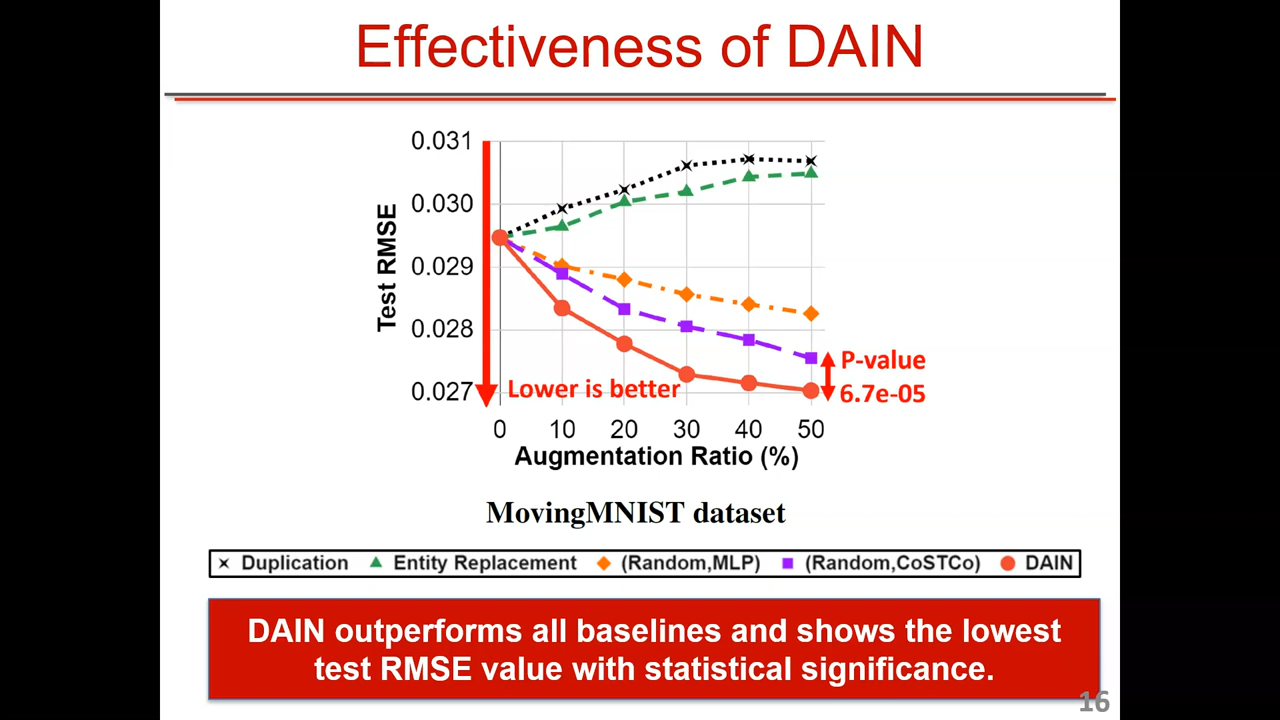 Effectiveness of DAIN
0.031
0.030
0.029
0.028
0.027
Test RMSE
Lower is better
P-value
6.7e-05
0 10 20 30 40 50
Augmentation Ratio (%)
MovingMNIST dataset
Duplication Entity Replacement (Random,MLP) (Random,CoSTCo) DAIN
DAIN outperforms all baselines and shows the lowest
test RMSE value with statistical significance.
16